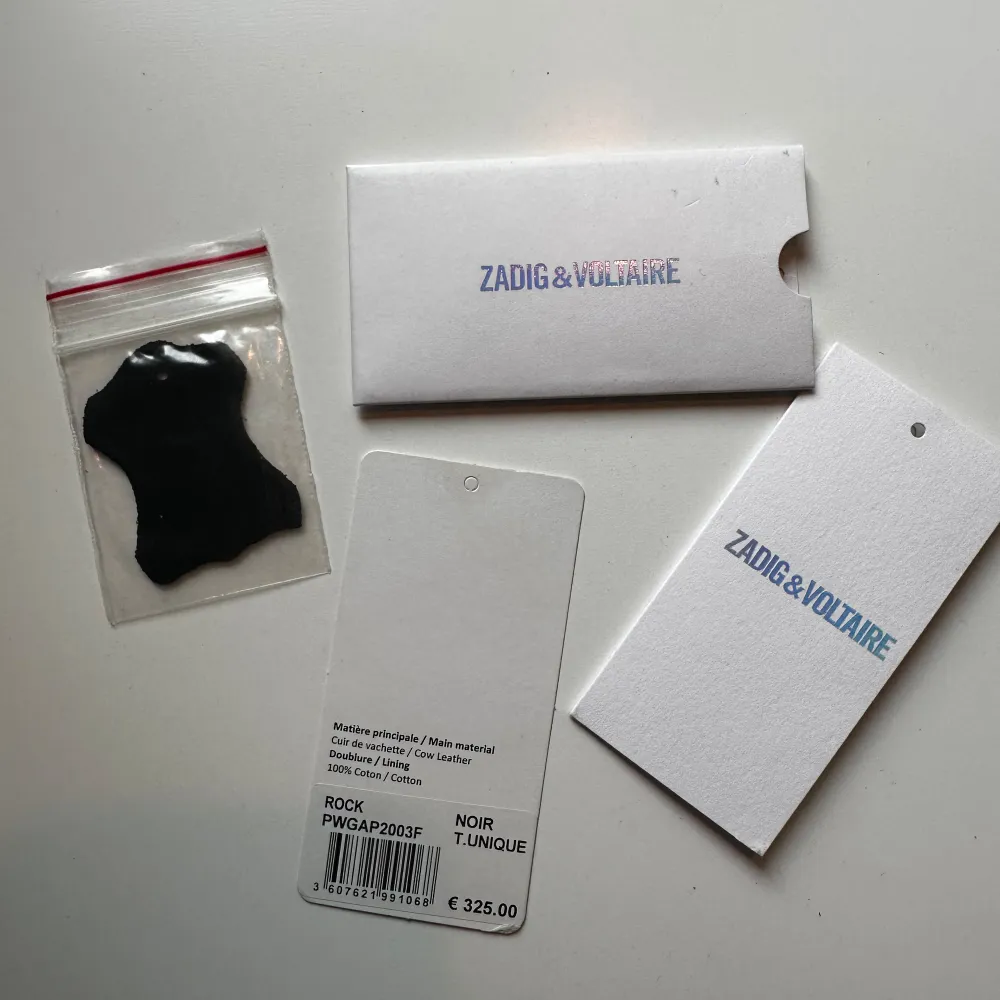 ZADIG & VOLTAIRE
ZADIG & VOLTAIRE
Matière principale / Main material
Cuir de vachette / Cow Leather
Doublure / Lining
100% Coton / Cotton
ROCK
PWGAP2003F
NOIR
T.UNIQUE
3 607621 991068
€ 325.00